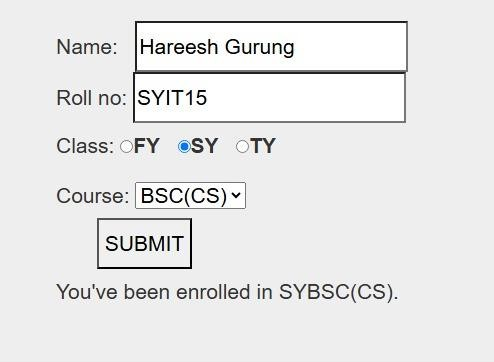 Name: Hareesh Gurung
Roll no: SYIT15
Class: FY SY TY
Course: BSC(CS)
SUBMIT
You've been enrolled in SYBSC(CS).